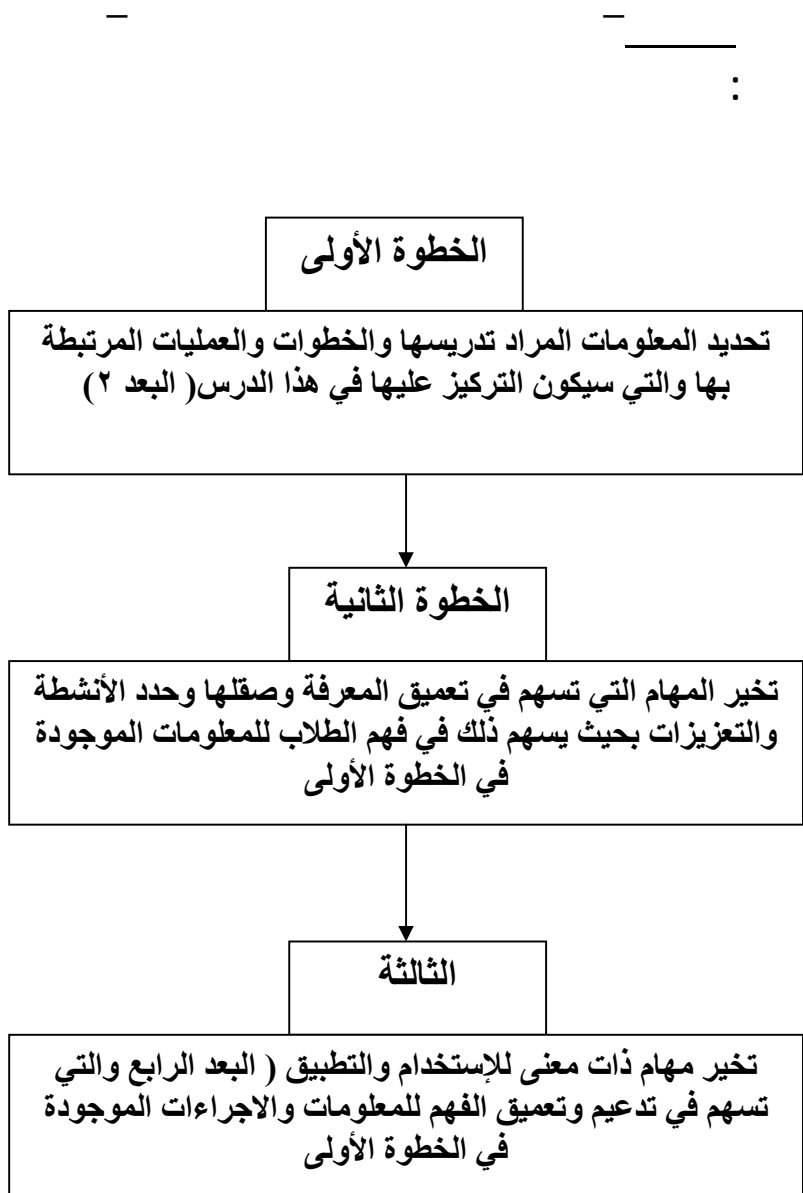 الخطوة الأولى
تحديد المعلومات المراد تدريسها والخطوات والعمليات المرتبطة
بها والتي سيكون التركيز عليها في هذا الدرس( البعد ٢)
الخطوة الثانية
تخير المهام التي تسهم في تعميق المعرفة وصقلها وحدد الأنشطة
والتعزيزات بحيث يسهم ذلك في فهم الطلاب للمعلومات الموجودة
في الخطوة الأولى
الثالثة
تخير مهام ذات معنى للإستخدام والتطبيق ( البعد الرابع والتي
تسهم في تدعيم وتعميق الفهم للمعلومات والاجراءات الموجودة
في الخطوة الأولى